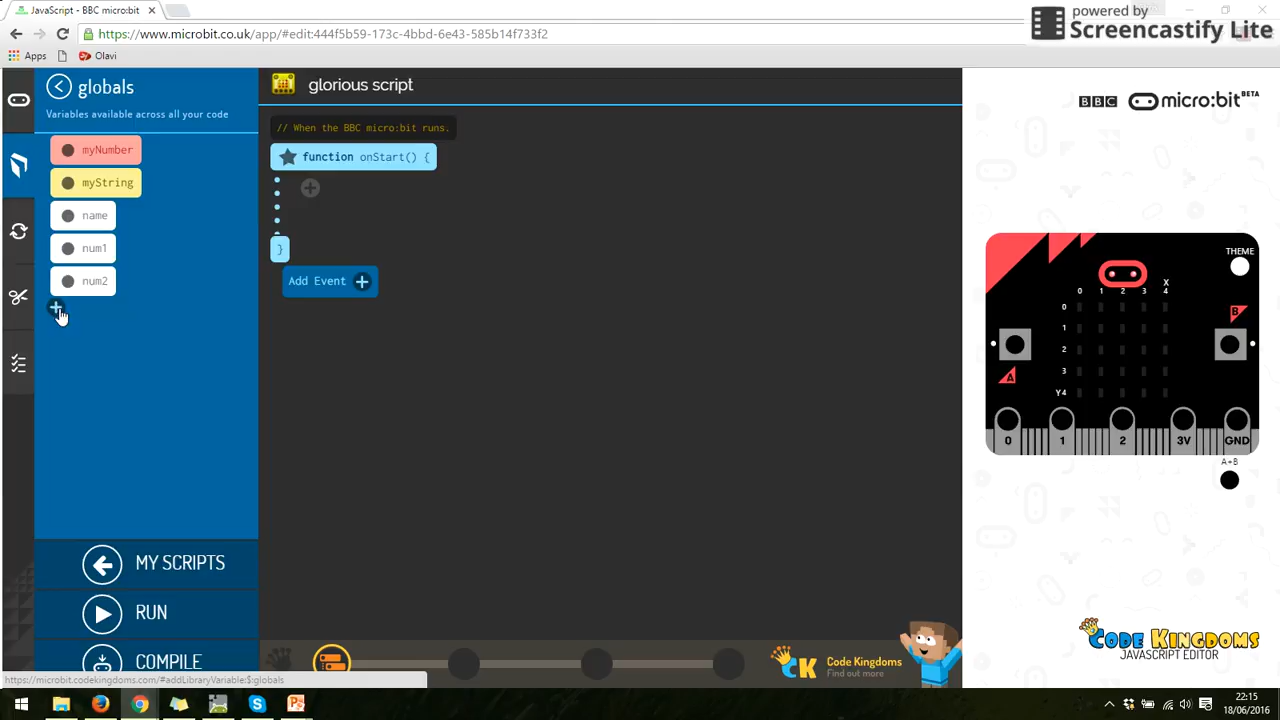 JavaScript - BBC micro:bit
powered by
Screencastify Lite
https://www.microbit.co.uk/app/#edit:444f5b59-173c-4bbd-6e43-585b14f733f2
Apps
Olavi
globals
Variables available across all your code
myNumber
myString
name
num1
num2
glorious script
// When the BBC micro:bit runs.
function onStart() {
}
Add Event
BBC micro:bit BETA
THEME
X
0 1 2 3 4
0
1
2
3
Y4
A
B
0 1 2 3V GND
A+B
MY SCRIPTS
RUN
COMPILE
CK
Code Kingdoms
Find out more
CODE KINGDOMS
JAVASCRIPT EDITOR
https://microbit.codekingdoms.com/#addLibraryVariable:$:globals
22:15
18/06/2016